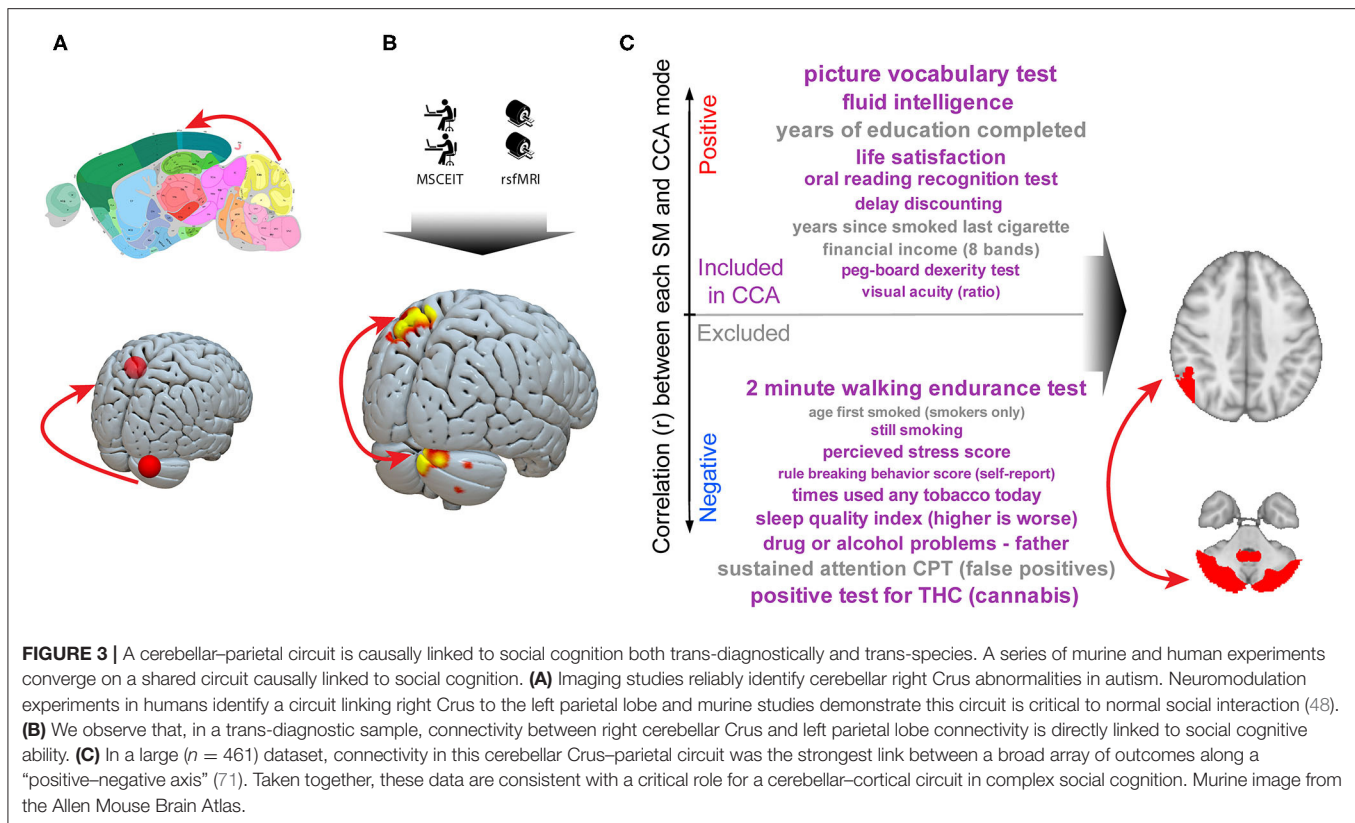 A
B
C
3
MSCEIT
rsfMRI
Correlation (r) between each SM and CCA mode
Positive
Negative
picture vocabulary test
fluid intelligence
years of education completed
life satisfaction
oral reading recognition test
delay discounting
years since smoked last cigarette
financial income (8 bands)
peg-board dexerity test
visual acuity (ratio)
Included
in CCA
Excluded
2 minute walking endurance test
age first smoked (smokers only)
still smoking
percieved stress score
rule breaking behavior score (self-report)
times used any tobacco today
sleep quality index (higher is worse)
drug or alcohol problems - father
sustained attention CPT (false positives)
positive test for THC (cannabis)
FIGURE 3 | A cerebellar–parietal circuit is causally linked to social cognition both trans-diagnostically and trans-species. A series of murine and human experiments
converge on a shared circuit causally linked to social cognition. (A) Imaging studies reliably identify cerebellar right Crus abnormalities in autism. Neuromodulation
experiments in humans identify a circuit linking right Crus to the left parietal lobe and murine studies demonstrate this circuit is critical to normal social interaction (48).
(B) We observe that, in a trans-diagnostic sample, connectivity between right cerebellar Crus and left parietal lobe connectivity is directly linked to social cognitive
ability. (C) In a large (n = 461) dataset, connectivity in this cerebellar Crus–parietal circuit was the strongest link between a broad array of outcomes along a
“positive–negative axis” (71). Taken together, these data are consistent with a critical role for a cerebellar–cortical circuit in complex social cognition. Murine image from
the Allen Mouse Brain Atlas.